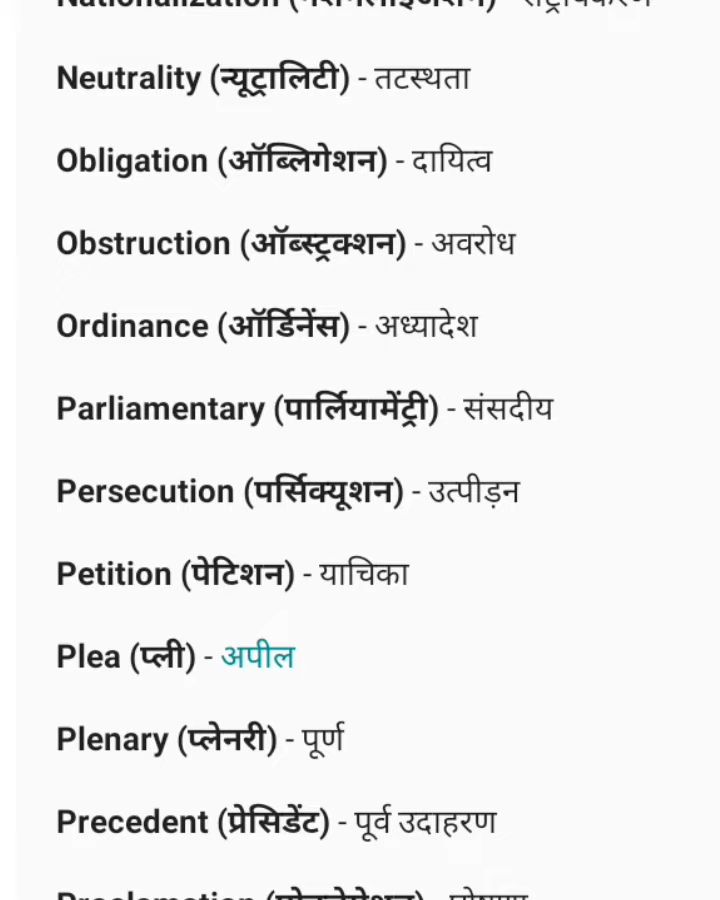 Neutrality (न्यूट्रालिटी) - तटस्थता
Obligation (ऑब्लिगेशन) - दायित्व
Obstruction (ऑब्स्ट्रक्शन) - अवरोध
Ordinance (ऑर्डिनेंस) - अध्यादेश
Parliamentary (पार्लियामेंट्री) - संसदीय
Persecution (पर्सिक्यूशन) - उत्पीड़न
Petition (पेटिशन) - याचिका
Plea (प्ली) - अपील
Plenary (प्लेनरी) - पूर्ण
Precedent (प्रेसिडेंट) - पूर्व उदाहरण